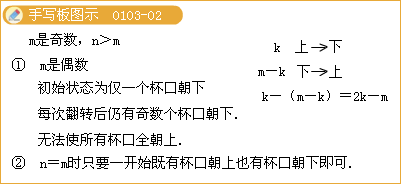 手写板图示 0103-02
m是奇数，n＞m
① m是偶数
初始状态为仅一个杯口朝下
每次翻转后仍有奇数个杯口朝下.
无法使所有杯口全朝上.
② n＝m时只要一开始既有杯口朝上也有杯口朝下即可.
k 上→下
m－k 下→上
k－（m－k）＝2k－m